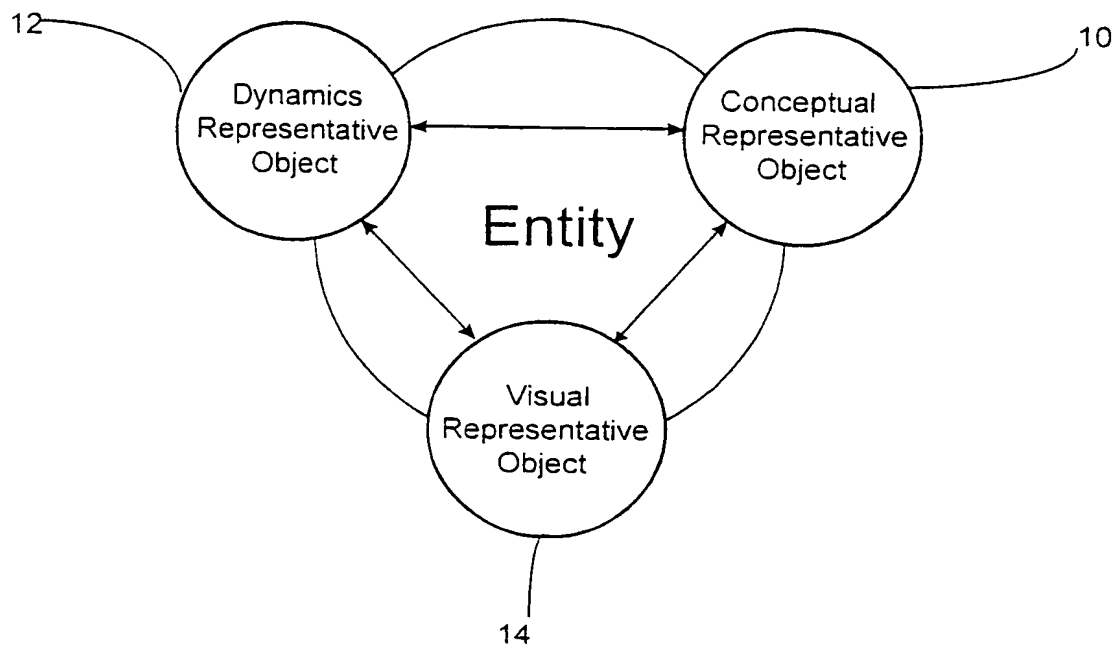 12
10
Dynamics
Representative
Object
Conceptual
Representative
Object
Entity
Visual
Representative
Object
14